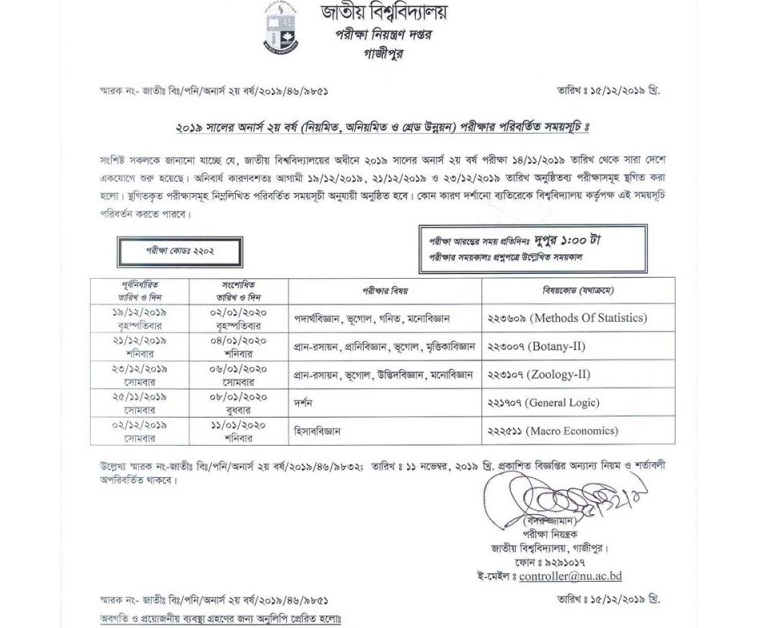 জাতীয় বিশ্ববিদ্যালয়
পরীক্ষা নিয়ন্ত্রণ দপ্তর
গাজীপুর
স্মারক নং- জাতীঃ বিঃ/পনি/অনার্স ২য় বর্ষ/২০১৯/৪৬/৯৮৫১ তারিখ ঃ ১৫/১২/২০১৯ খ্রি.
২০১৯ সালের অনার্স ২য় বর্ষ (নিয়মিত, অনিয়মিত ও গ্রেড উন্নয়ন) পরীক্ষার পরিবর্তিত সময়সূচি ঃ
সংশিষ্ট সকলকে জানানো যাচ্ছে যে, জাতীয় বিশ্ববিদ্যালয়ের অধীনে ২০১৯ সালের অনার্স ২য় বর্ষ পরীক্ষা ১৪/১১/২০১৯ তারিখ থেকে সারা দেশে
একযোগে শুরু হয়েছে। অনিবার্য কারণবশতঃ আগামী ১৯/১২/২০১৯, ২১/১২/২০১৯ ও ২৩/১২/২০১৯ তারিখ অনুষ্ঠিতব্য পরীক্ষাসমূহ স্থগিত করা
হলো। স্থগিতকৃত পরীক্ষাসমূহ নিম্নলিখিত পরিবর্তিত সময়সূচী অনুযায়ী অনুষ্ঠিত হবে। কোন কারণ দর্শানো ব্যতিরেকে বিশ্ববিদ্যালয় কর্তৃপক্ষ এই সময়সূচি
পরিবর্তন করতে পারবে।
পরীক্ষা কোডঃ ২২০২
পরীক্ষা আরম্ভের সময় প্রতিদিনঃ দুপুর ১:০০ টা
পরীক্ষার সময়কালঃ প্রশ্নপত্রে উল্লেখিত সময়কাল
পূর্বনির্ধারিত তারিখ ও দিন সংশোধিত তারিখ ও দিন পরীক্ষার বিষয় বিষয়কোড (যথাক্রমে)
১৯/১২/২০১৯ বৃহস্পতিবার ০২/০১/২০২০ বৃহস্পতিবার পদার্থবিজ্ঞান, ভূগোল, গনিত, মনোবিজ্ঞান ২২৩৬০৯ (Methods Of Statistics)
২১/১২/২০১৯ শনিবার ০৪/০১/২০২০ শনিবার প্রান-রসায়ন, প্রানিবিজ্ঞান, ভূগোল, মৃত্তিকাবিজ্ঞান ২২৩০০৭ (Botany-II)
২৩/১২/২০১৯ সোমবার ০৬/০১/২০২০ সোমবার প্রান-রসায়ন, ভূগোল, উদ্ভিদবিজ্ঞান, মনোবিজ্ঞান ২২৩১০৭ (Zoology-II)
২৫/১১/২০১৯ সোমবার ০৮/০১/২০২০ বুধবার দর্শন ২২১৭০৭ (General Logic)
০২/১২/২০১৯ সোমবার ১১/০১/২০২০ শনিবার হিসাববিজ্ঞান ২২২৫১১ (Macro Economics)
উল্লেখ্য স্মারক নং-জাতীঃ বিঃ/পনি/অনার্স ২য় বর্ষ/২০১৯/৪৬/৯৮৩২; তারিখ ঃ ১১ নভেম্বর, ২০১৯ খ্রি. প্রকাশিত বিজ্ঞপ্তির অন্যান্য নিয়ম ও শর্তাবলী
অপরিবর্তিত থাকবে।
১৫/১২/১৯
(বদরুজ্জামান)
পরীক্ষা নিয়ন্ত্রক
জাতীয় বিশ্ববিদ্যালয়, গাজীপুর।
ফোন ঃ ৯২৯১০১৭
ই-মেইল ঃ controller@nu.ac.bd
স্মারক নং- জাতীঃ বিঃ/পনি/অনার্স ২য় বর্ষ/২০১৯/৪৬/৯৮৫১ তারিখ ঃ ১৫/১২/২০১৯ খ্রি.
অবগতি ও প্রয়োজনীয় ব্যবস্থা গ্রহণের জন্য অনুলিপি প্রেরিত হলোঃ